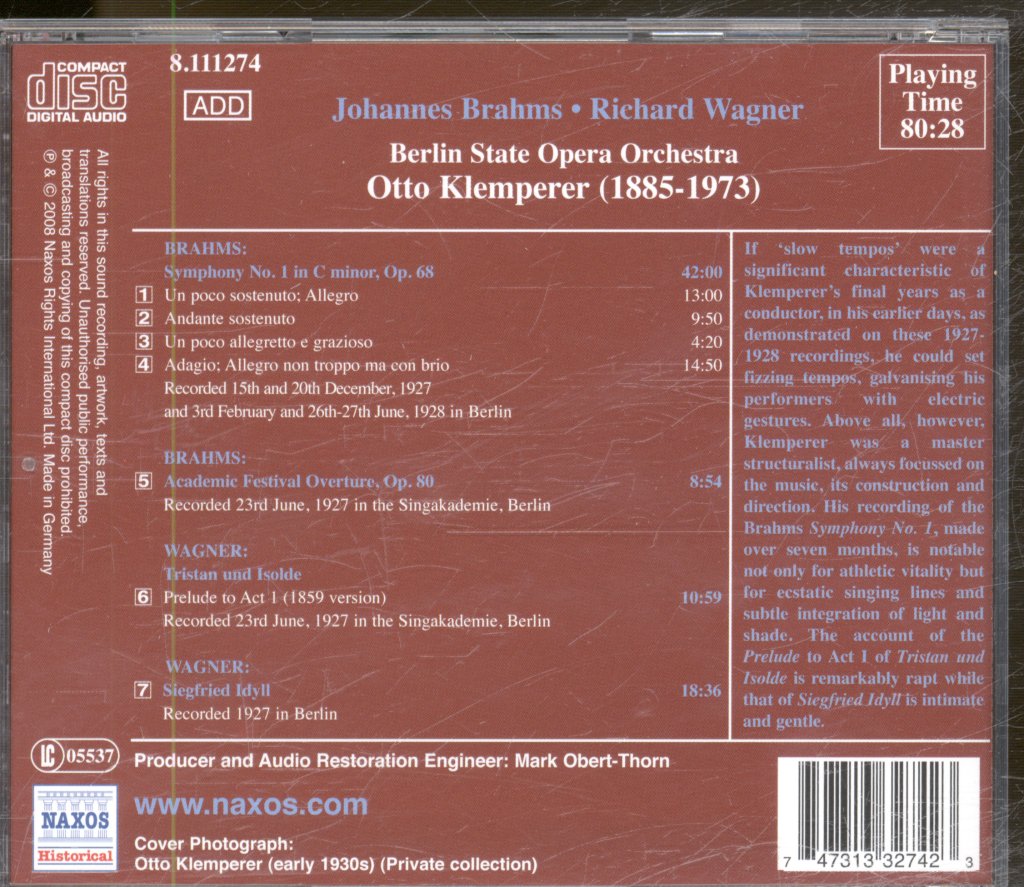 COMPACT
disc
DIGITAL AUDIO
8.111274
ADD
Playing
Time
80:28
Johannes Brahms • Richard Wagner
Berlin State Opera Orchestra
Otto Klemperer (1885-1973)
All rights in this sound recording, artwork, texts and
translations reserved. Unauthorised public performance,
broadcasting and copying of this compact disc prohibited.
℗ & © 2008 Naxos Rights International Ltd. Made in Germany
BRAHMS:
Symphony No. 1 in C minor, Op. 68 42:00
1 Un poco sostenuto; Allegro 13:00
2 Andante sostenuto 9:50
3 Un poco allegretto e grazioso 4:20
4 Adagio; Allegro non troppo ma con brio 14:50
Recorded 15th and 20th December, 1927
and 3rd February and 26th-27th June, 1928 in Berlin
BRAHMS:
5 Academic Festival Overture, Op. 80 8:54
Recorded 23rd June, 1927 in the Singakademie, Berlin
WAGNER:
Tristan und Isolde
6 Prelude to Act 1 (1859 version) 10:59
Recorded 23rd June, 1927 in the Singakademie, Berlin
WAGNER:
7 Siegfried Idyll 18:36
Recorded 1927 in Berlin
If ‘slow tempos’ were a
significant characteristic of
Klemperer’s final years as a
conductor, in his earlier days, as
demonstrated on these 1927-
1928 recordings, he could set
fizzing tempos, galvanising his
performers with electric
gestures. Above all, however,
Klemperer was a master
structuralist, always focussed on
the music, its construction and
direction. His recording of the
Brahms Symphony No. 1, made
over seven months, is notable
not only for athletic vitality but
for ecstatic singing lines and
subtle integration of light and
shade. The account of the
Prelude to Act I of Tristan und
Isolde is remarkably rapt while
that of Siegfried Idyll is intimate
and gentle.
LC 05537
Producer and Audio Restoration Engineer: Mark Obert-Thorn
NAXOS
Historical
www.naxos.com
Cover Photograph:
Otto Klemperer (early 1930s) (Private collection)
7 47313 32742 3